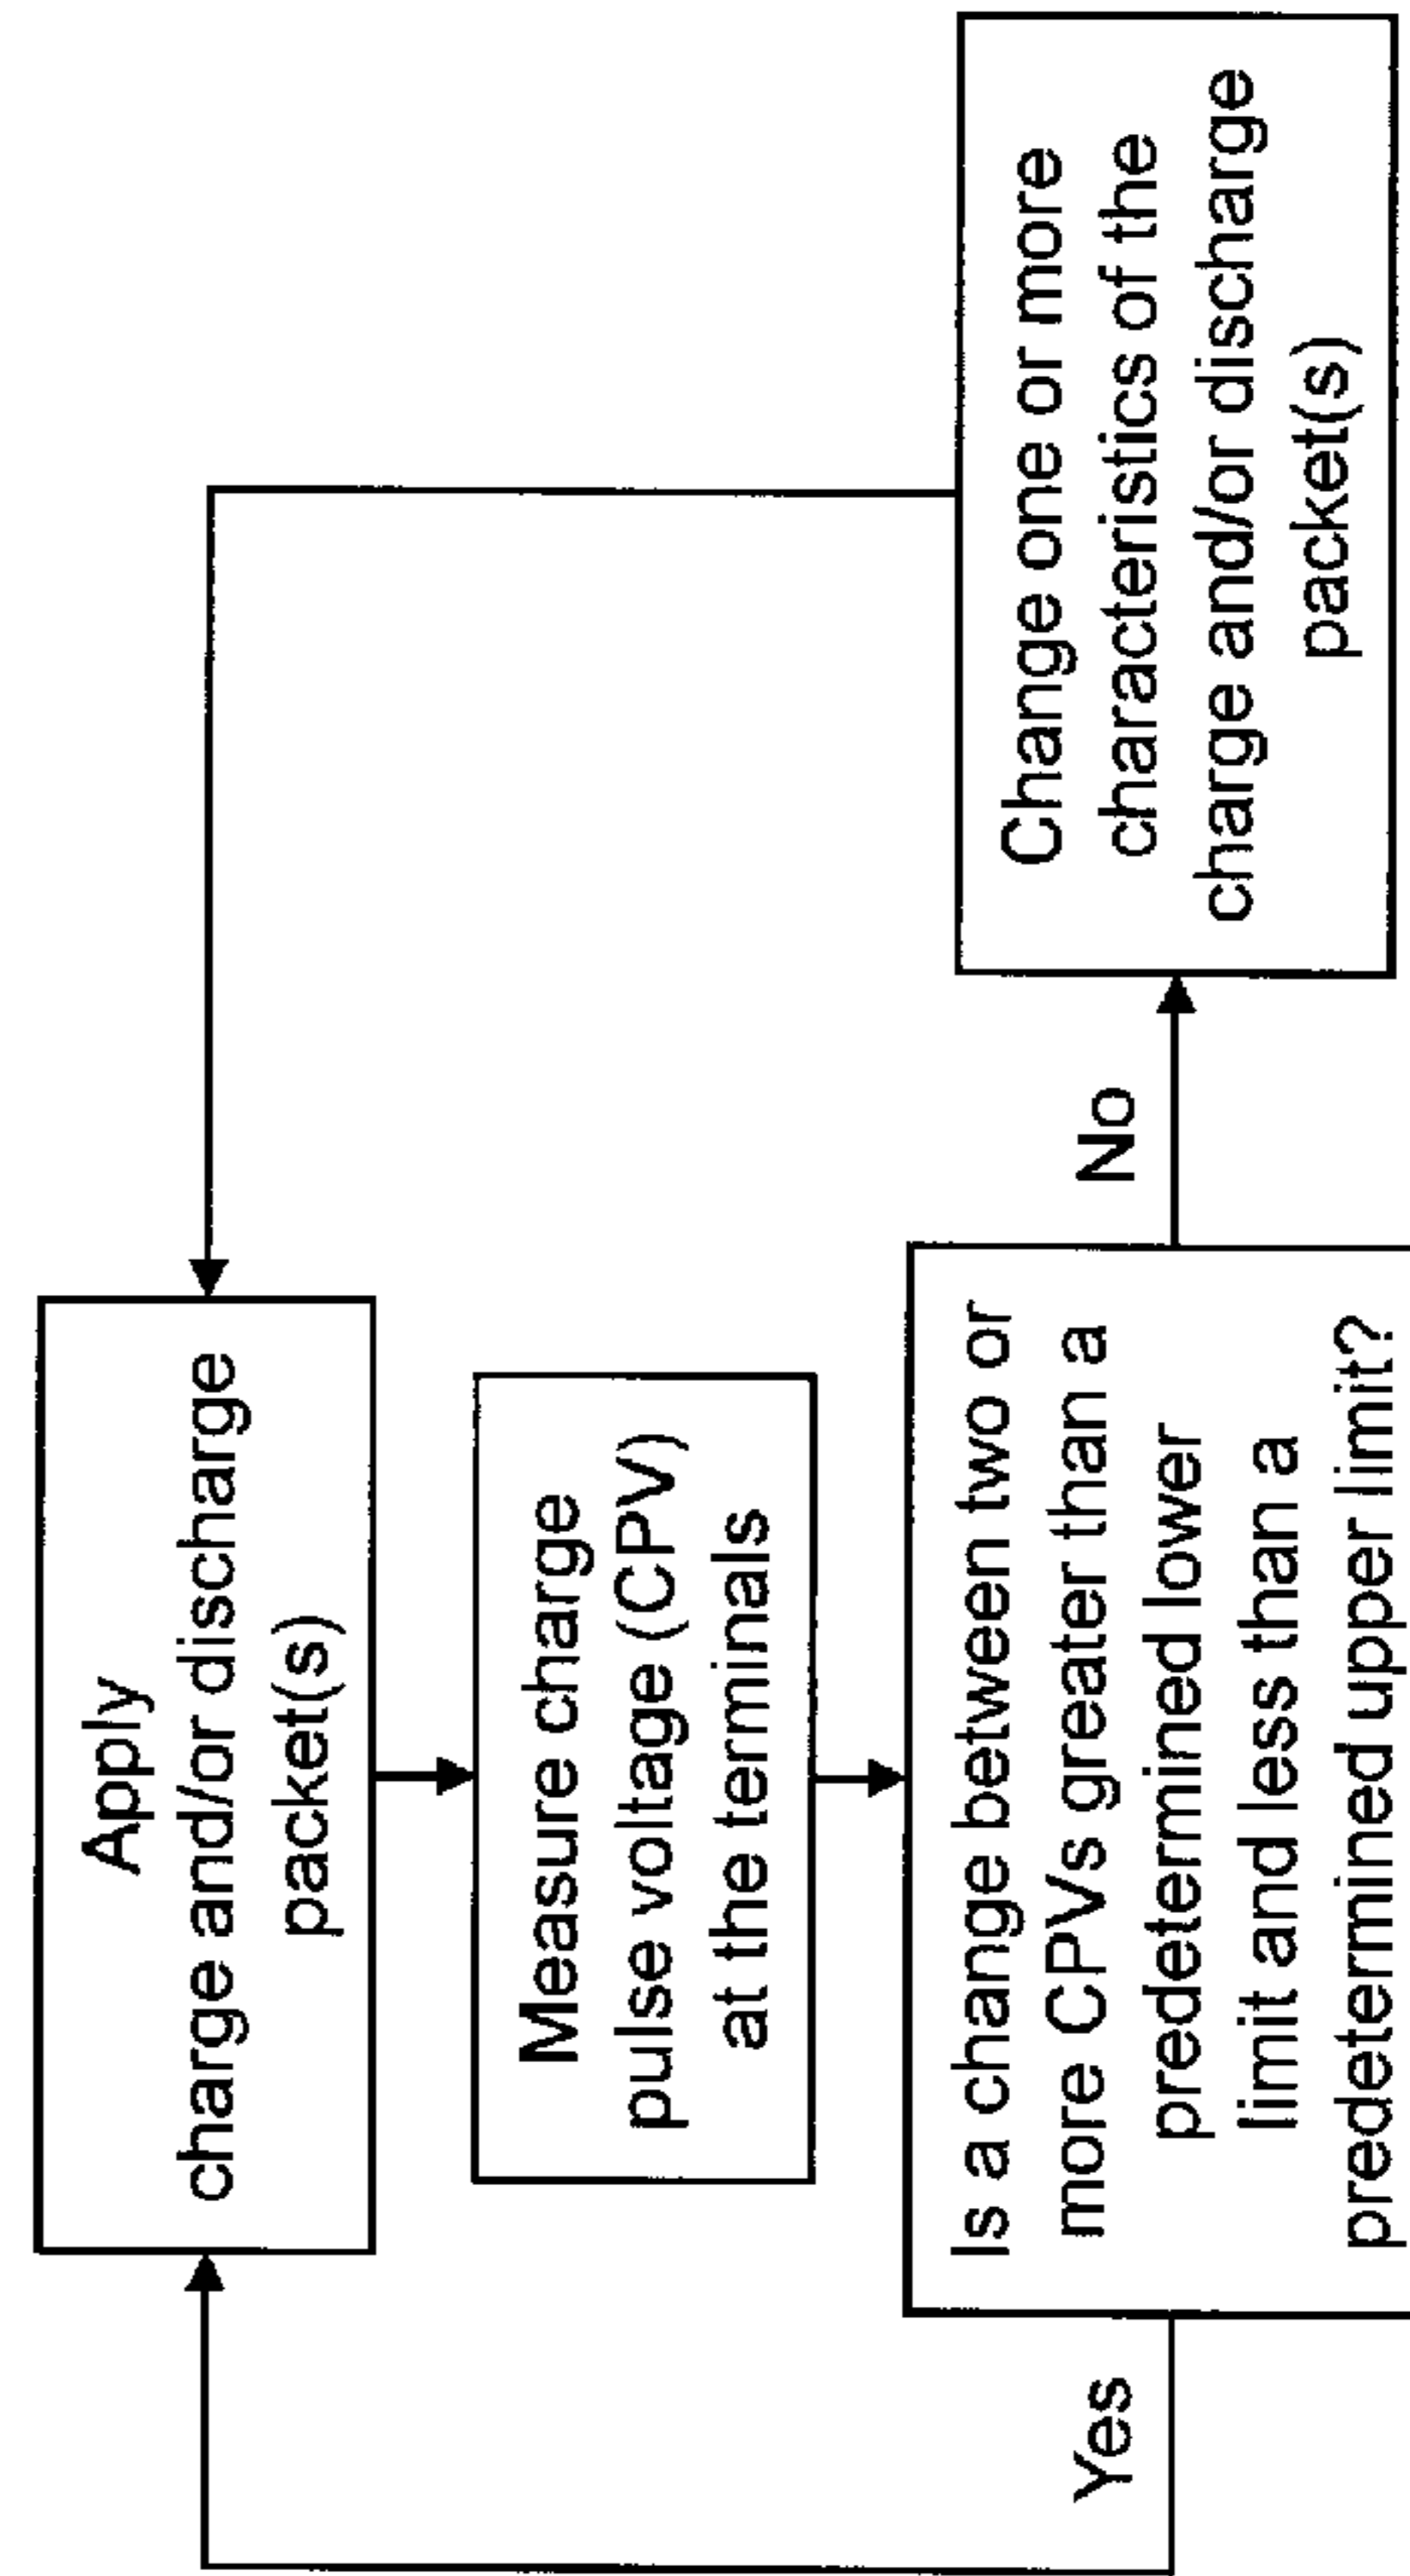 Apply
charge and/or discharge
packet(s)
Measure charge
pulse voltage (CPV)
at the terminals
Is a change between two or
more CPVs greater than a
predetermined lower
limit and less than a
predetermined upper limit?
Yes
No
Change one or more
characteristics of the
charge and/or discharge
packet(s)